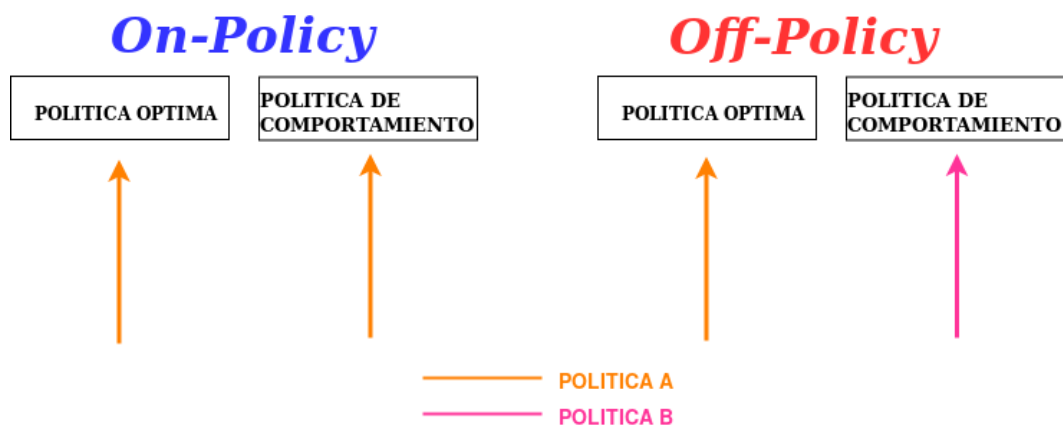 On-Policy
POLITICA OPTIMA
POLITICA DE
COMPORTAMIENTO
Off-Policy
POLITICA OPTIMA
POLITICA DE
COMPORTAMIENTO
POLITICA A
POLITICA B